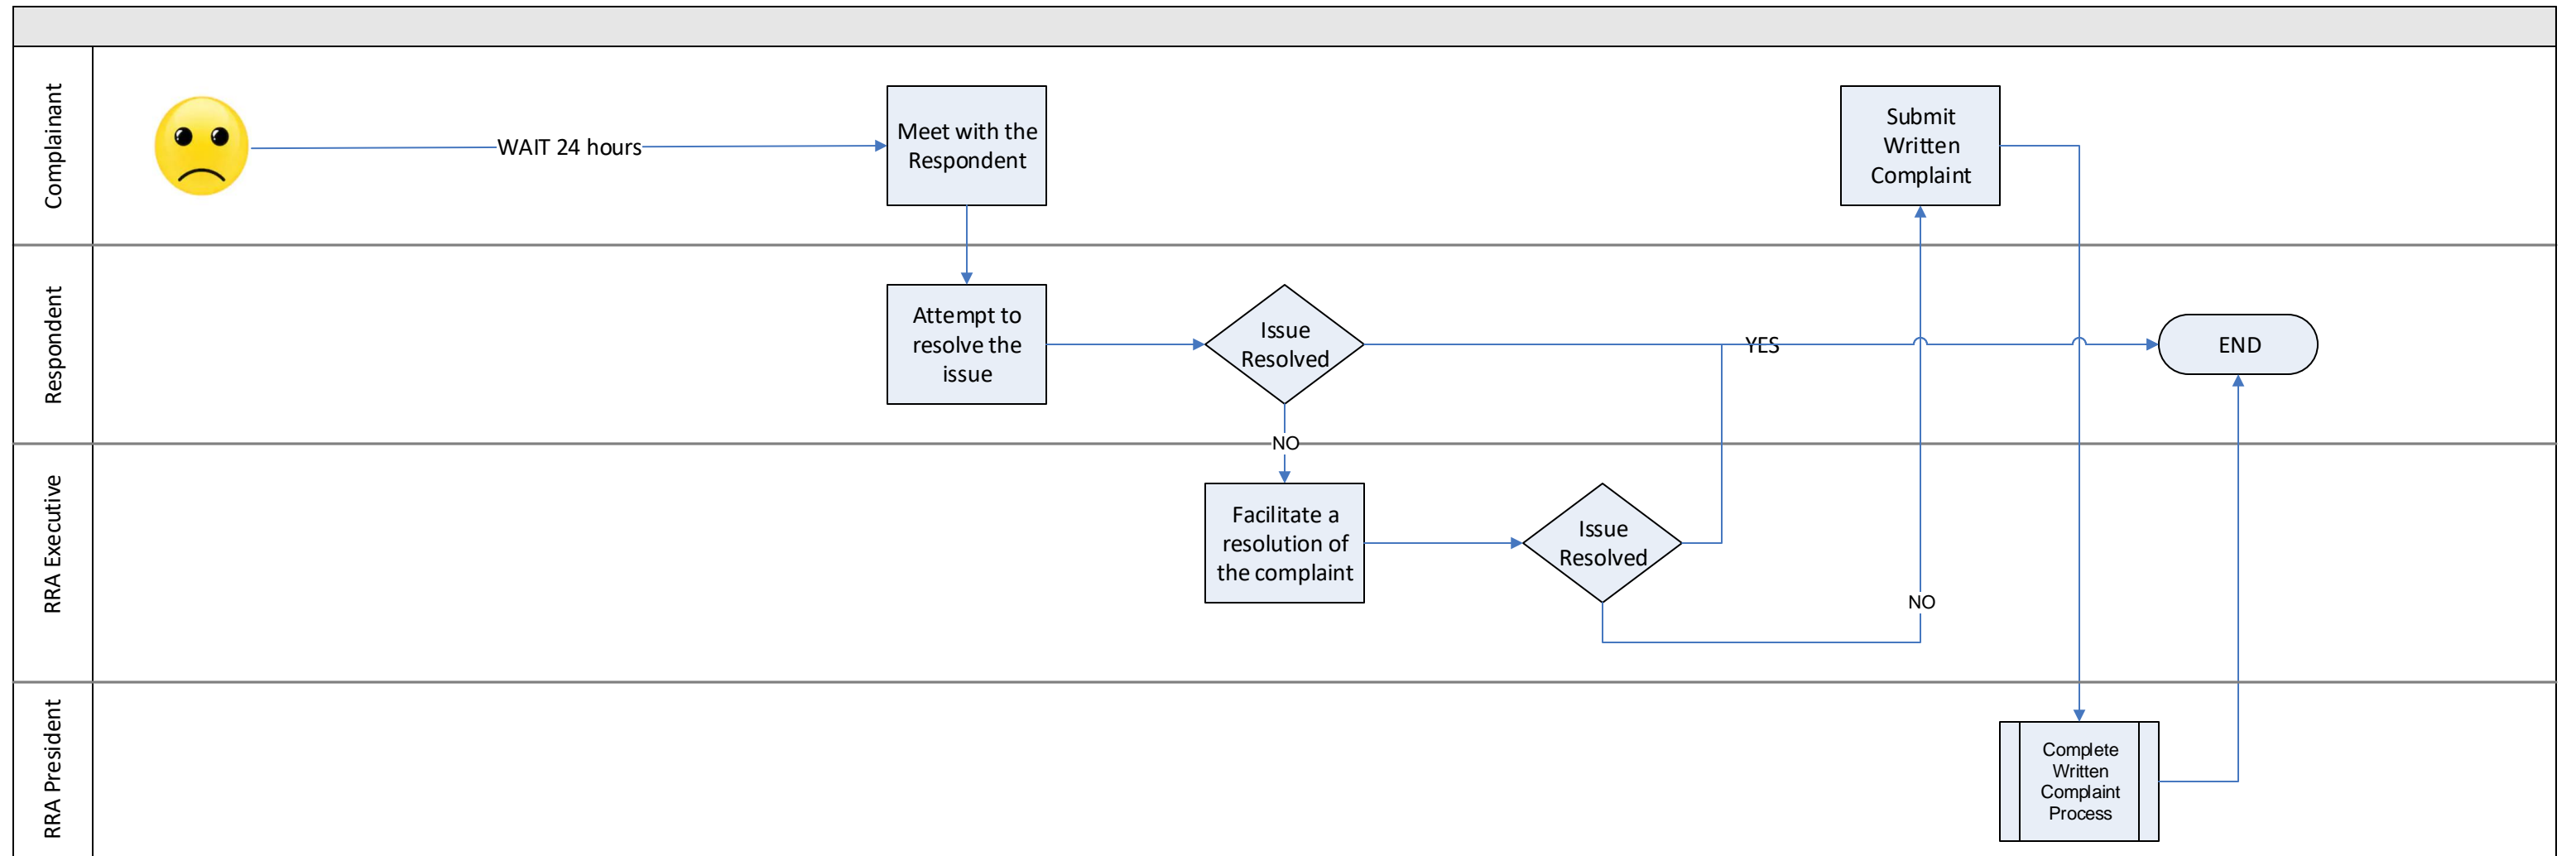 Complainant
WAIT 24 hours
Meet with the
Respondent
Submit
Written
Complaint
Respondent
Attempt to
resolve the
issue
Issue
Resolved
YES
END
NO
RRA Executive
Facilitate a
resolution of
the complaint
Issue
Resolved
NO
RRA President
Complete
Written
Complaint
Process